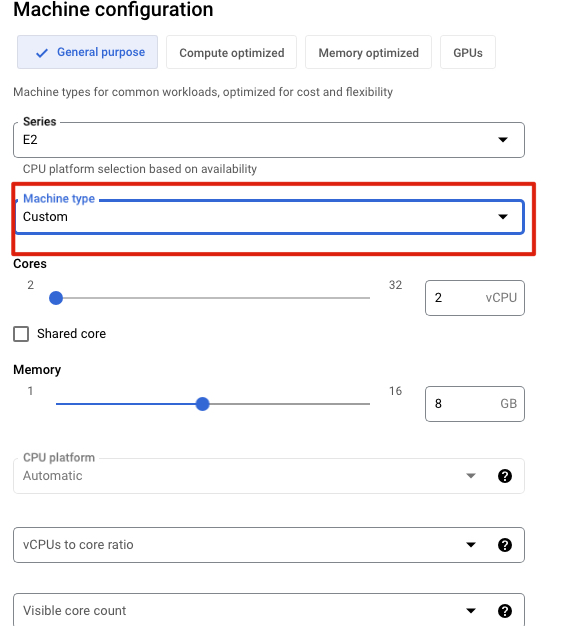 Machine configuration
General purpose Compute optimized Memory optimized GPUs
Machine types for common workloads, optimized for cost and flexibility
Series
E2
CPU platform selection based on availability
Machine type
Custom
Cores
2 32
2 vCPU
Shared core
Memory
1 16
8 GB
CPU platform
Automatic ?
vCPUs to core ratio ?
Visible core count ?